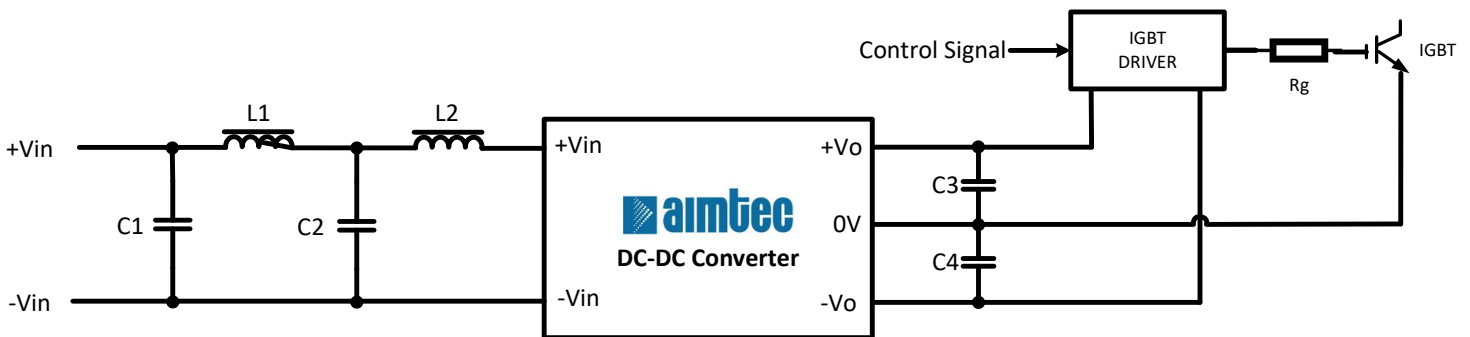 Control Signal
IGBT
DRIVER
IGBT
Rg
L1
L2
+Vin
+Vin
+Vo
C3
C1
C2
aimtec
0V
DC-DC Converter
C4
-Vin
-Vin
-Vo